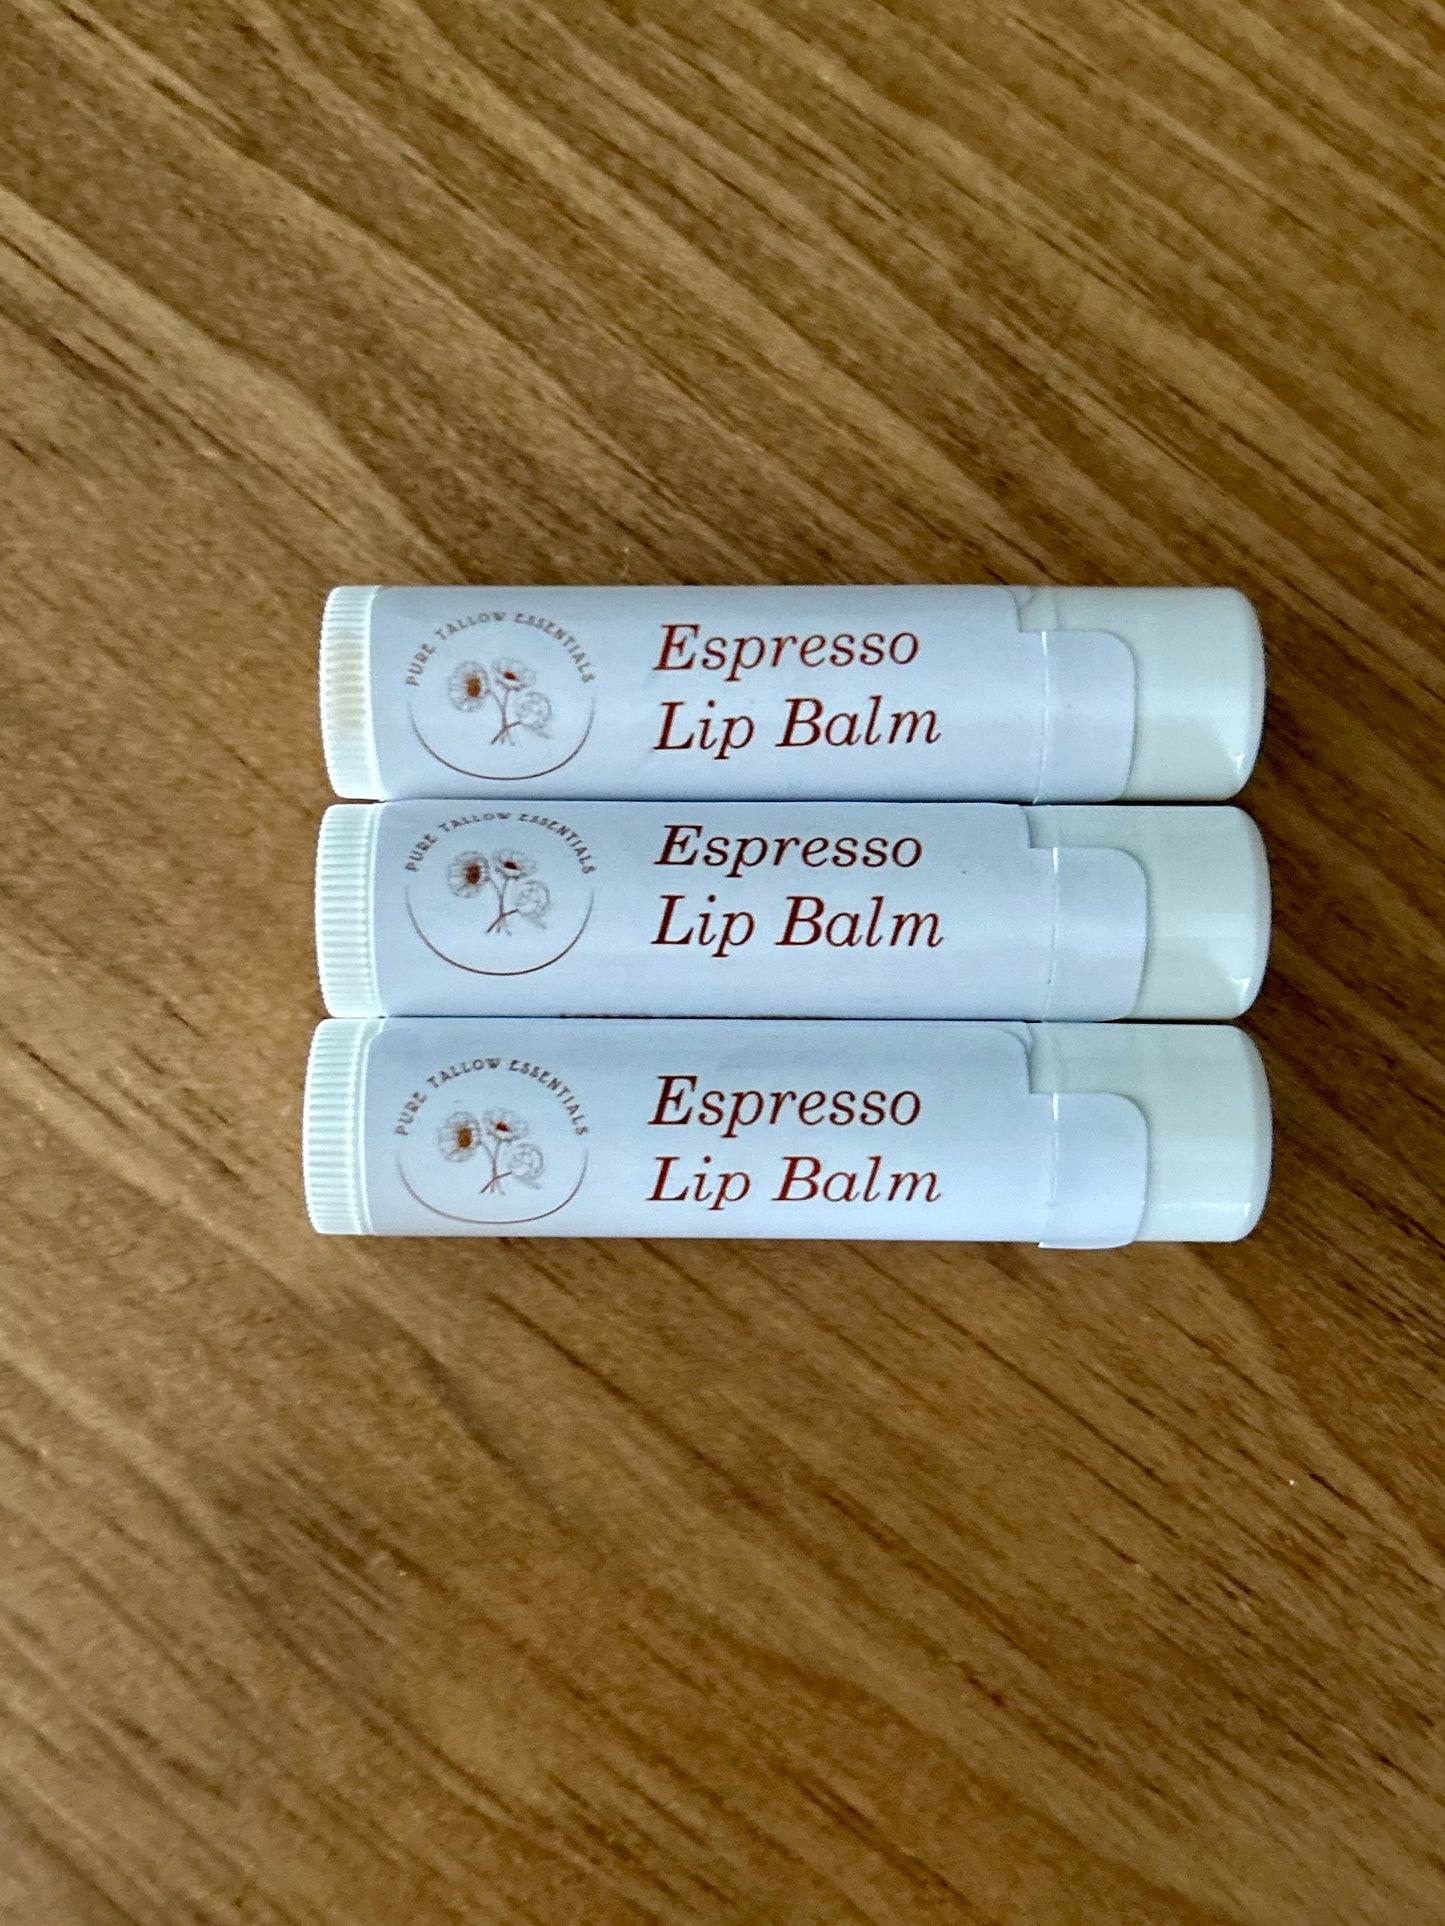 PURE TALLOW ESSENTIALS
Espresso
Lip Balm
PURE TALLOW ESSENTIALS
Espresso
Lip Balm
PURE TALLOW ESSENTIALS
Espresso
Lip Balm